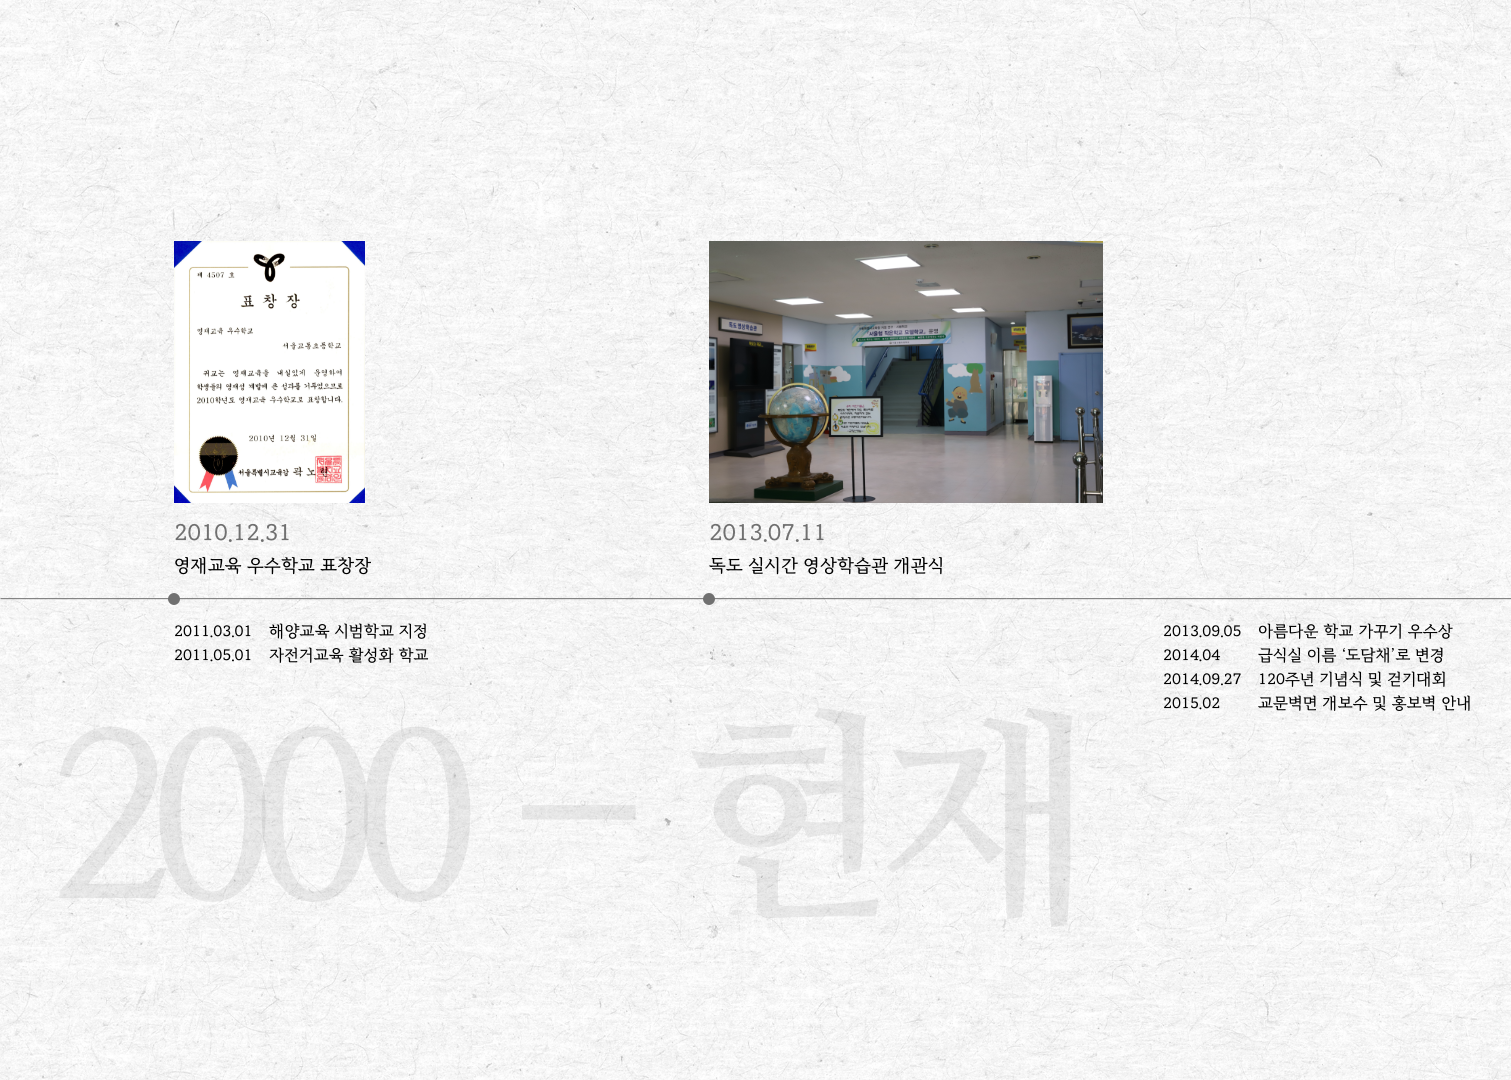 제 4507 호
표 창 장
영재교육 우수학교
서울교동초등학교
귀교는 영재교육을 내실있게 운영하여
학생들의 영재성 계발에 큰 성과를 거두었으므로
2010학년도 영재교육 우수학교로 표창합니다.
2010년 12월 31일
서울특별시교육감 곽 노 현
2010.12.31
영재교육 우수학교 표창장
독도 영상학습관
2013.07.11
독도 실시간 영상학습관 개관식
2011.03.01 해양교육 시범학교 지정
2011.05.01 자전거교육 활성화 학교
2013.09.05 아름다운 학교 가꾸기 우수상
2014.04 급식실 이름 ‘도담채’로 변경
2014.09.27 120주년 기념식 및 걷기대회
2015.02 교문벽면 개보수 및 홍보벽 안내
2000 – 현재